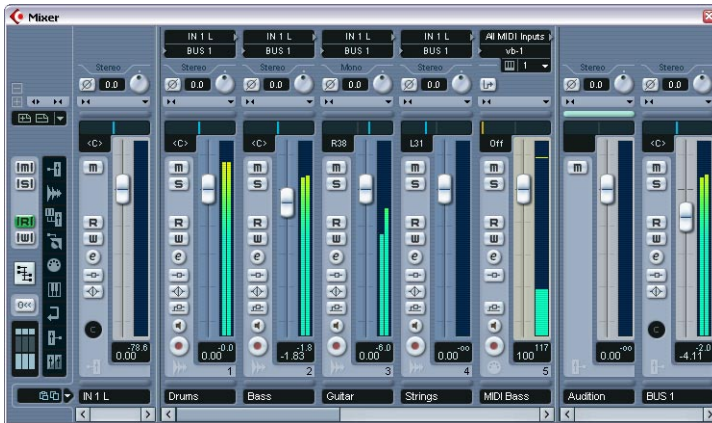 Mixer
IN 1 L IN 1 L IN 1 L IN 1 L All MIDI Inputs
BUS 1 BUS 1 BUS 1 BUS 1 vb-1
1
Stereo Stereo Stereo Mono Stereo Stereo Stereo
0.0 0.0 0.0 0.0 0.0 0.0 0.0
<C> <C> <C> R38 L31 Off <C>
m m m m m m m m
S S S S S S
R R R R R R R
W W W W W W W
e e e e e e e
M
S
R
W
0<<
C C
-78.6 -0.0 -1.8 -6.0 -oo 117 -oo -2.0
0.00 0.00 -1.83 0.00 0.00 100 0.00 -4.11
1 2 3 4 5
IN 1 L Drums Bass Guitar Strings MIDI Bass Audition BUS 1